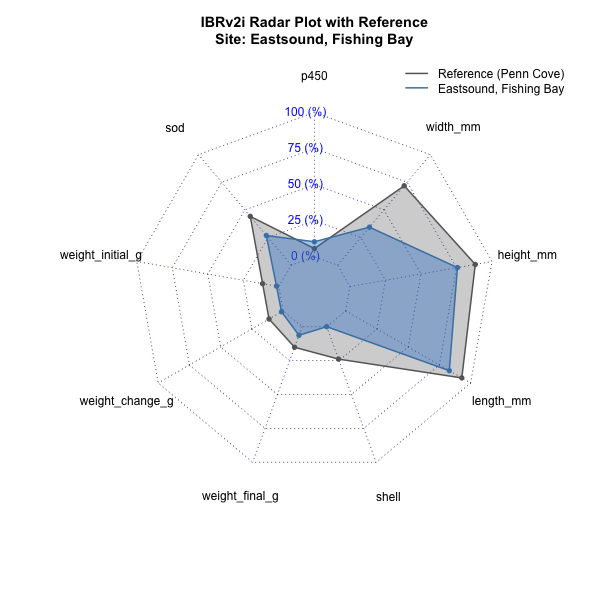 IBRv2i Radar Plot with Reference
Site: Eastsound, Fishing Bay
Reference (Penn Cove)
Eastsound, Fishing Bay
p450
100 (%)
75 (%)
50 (%)
25 (%)
0 (%)
sod
width_mm
weight_initial_g
height_mm
weight_change_g
length_mm
weight_final_g
shell